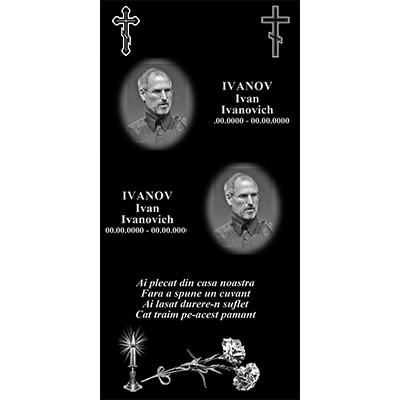 IVANOV
Ivan
Ivanovich
.00.0000 - 00.00.0000
IVANOV
Ivan
Ivanovich
00.00.0000 - 00.00.0000
Ai plecat din casa noastra
Fara a spune un cuvant
Ai lasat durere-n suflet
Cat traim pe-acest pamant